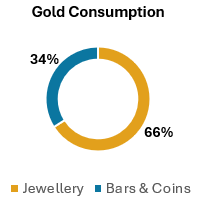 Gold Consumption
34%
66%
Jewellery Bars & Coins